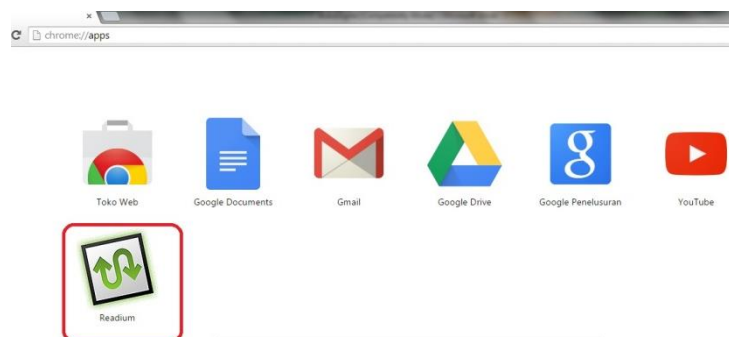 chrome://apps
Toko Web
Google Documents
Gmail
Google Drive
Google Penelusuran
YouTube
Readium